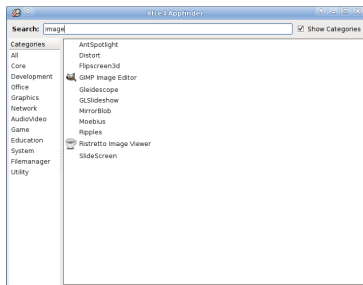 Xfce 4 Appfinder
Search: image
Show Categories
Categories
All
Core
Development
Office
Graphics
Network
AudioVideo
Game
Education
System
Filemanager
Utility
AntSpotlight
Distort
Flipscreen3d
GIMP Image Editor
Gleidescope
GLSlideshow
MirrorBlob
Moebius
Ripples
Ristretto Image Viewer
SlideScreen